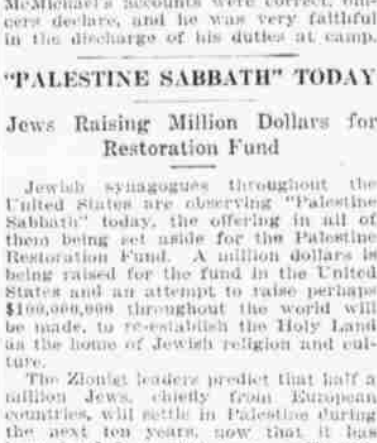 McMichael's accounts were correct, offi-
cers declare, and he was very faithful
in the discharge of his duties at camp.
"PALESTINE SABBATH" TODAY
Jews Raising Million Dollars for
Restoration Fund
Jewish synagogues throughout the
United States are observing "Palestine
Sabbath" today, the offering in all of
them being set aside for the Palestine
Restoration Fund. A million dollars is
being raised for the fund in the United
States and an attempt to raise perhaps
$100,000,000 throughout the world will
be made, to re-establish the Holy Land
as the home of Jewish religion and cul-
ture.
The Zionist leaders predict that half a
million Jews, chiefly from European
countries, will settle in Palestine during
the next ten years, now that it has